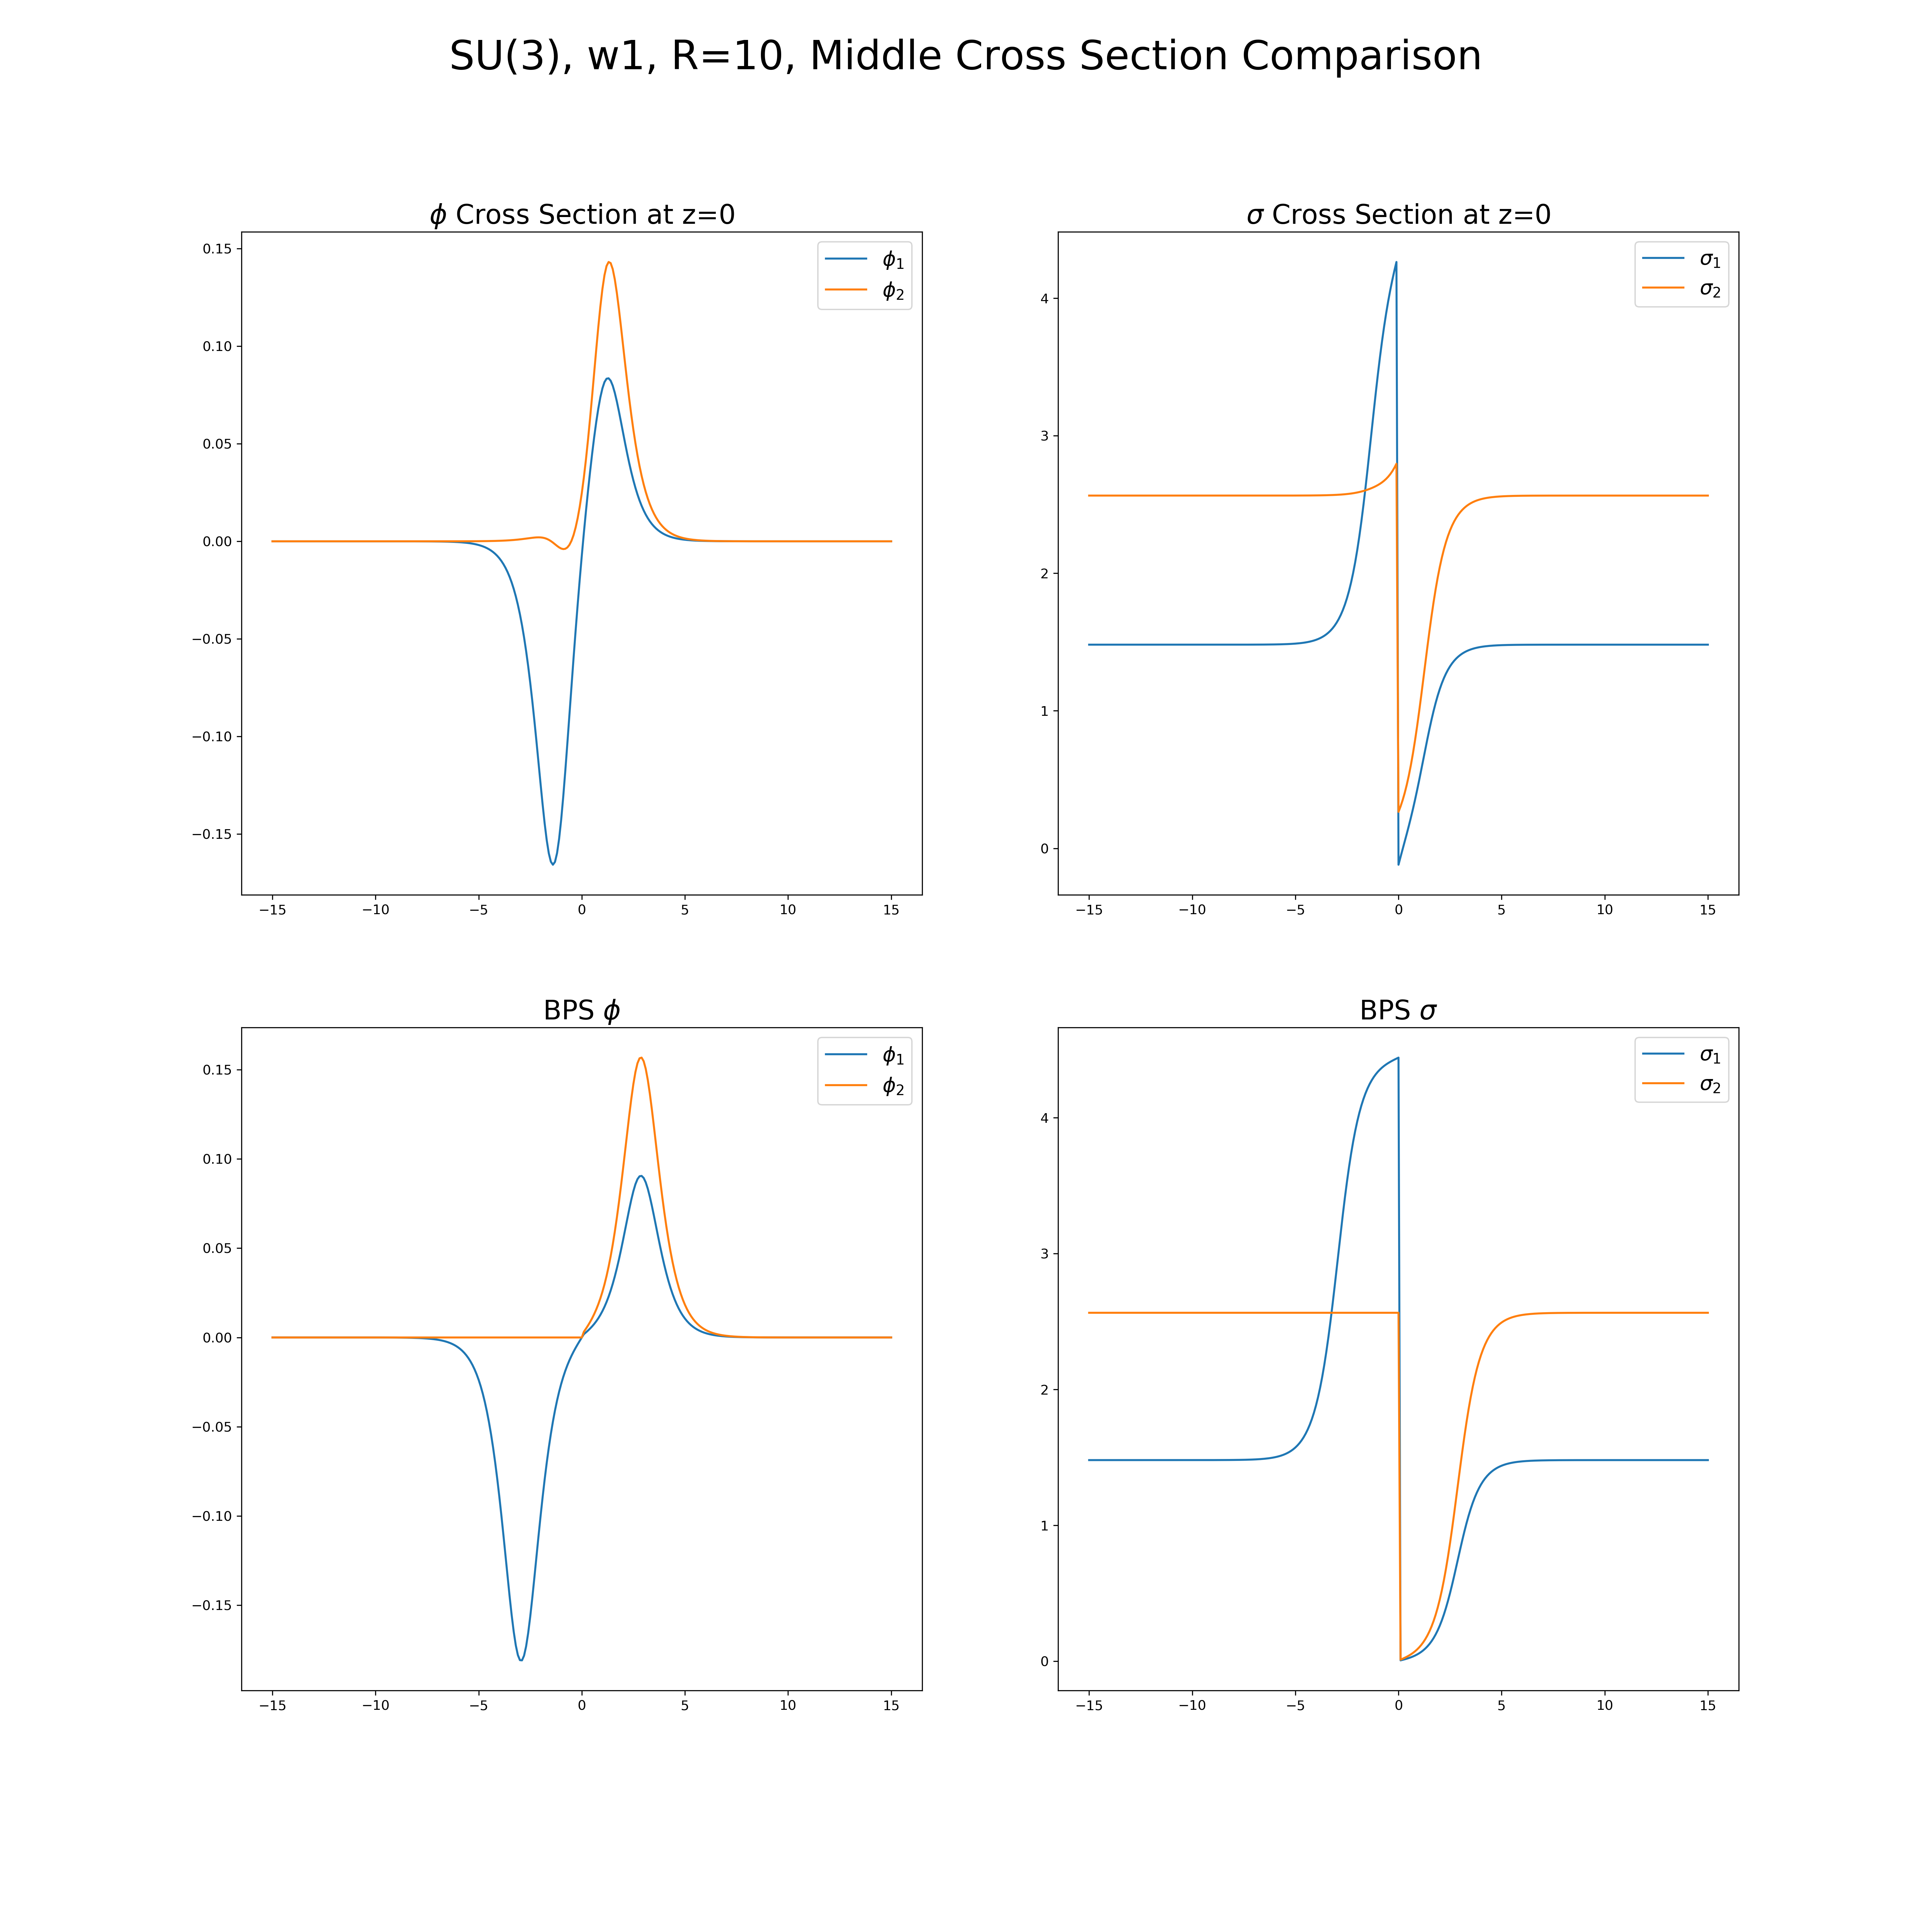 SU(3), w1, R=10, Middle Cross Section Comparison
ϕ Cross Section at z=0
0.15
0.10
0.05
0.00
−0.05
−0.10
−0.15
−15 −10 −5 0 5 10 15
ϕ1
ϕ2
σ Cross Section at z=0
4
3
2
1
0
−15 −10 −5 0 5 10 15
σ1
σ2
BPS ϕ
0.15
0.10
0.05
0.00
−0.05
−0.10
−0.15
−15 −10 −5 0 5 10 15
ϕ1
ϕ2
BPS σ
4
3
2
1
0
−15 −10 −5 0 5 10 15
σ1
σ2